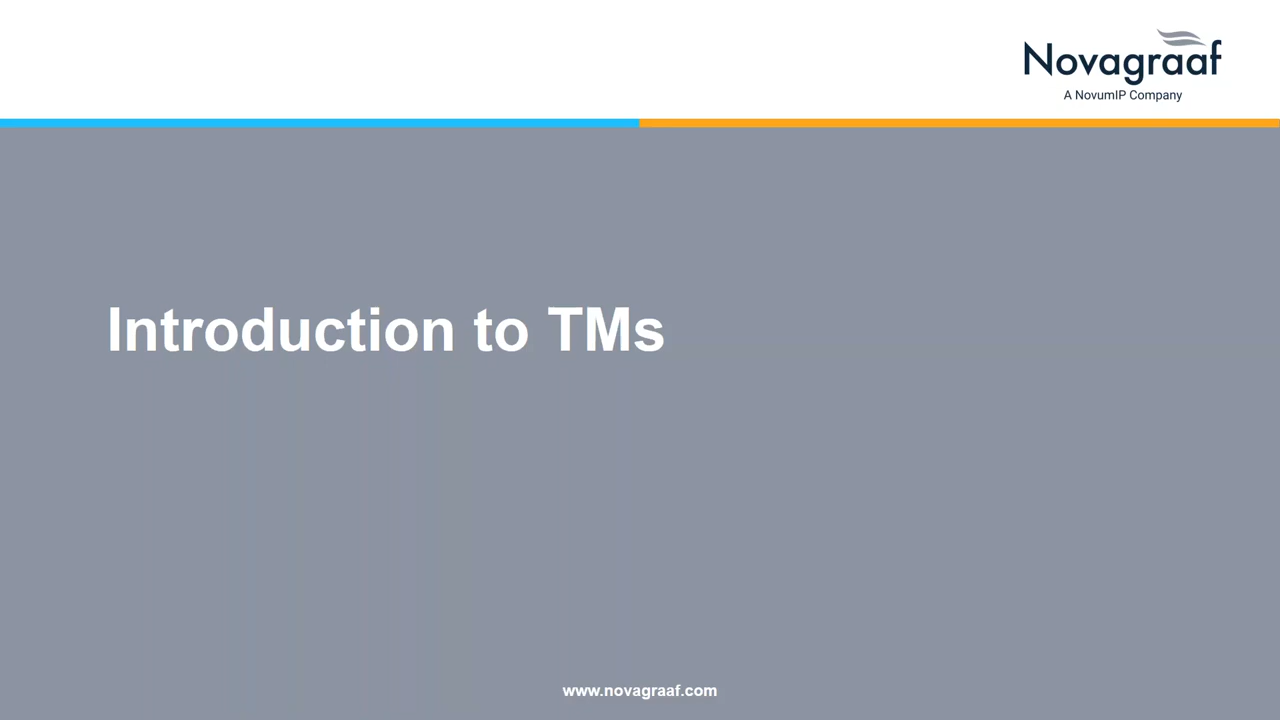 Novagraaf
A NovumIP Company
Introduction to TMs
www.novagraaf.com